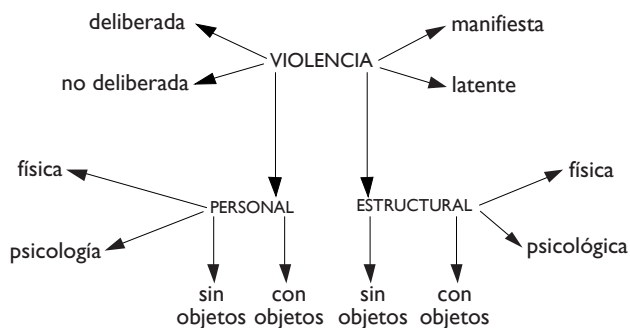 deliberada
manifiesta
VIOLENCIA
no deliberada
latente
física
física
PERSONAL
ESTRUCTURAL
psicología
psicológica
sin
objetos
con
objetos
sin
objetos
con
objetos